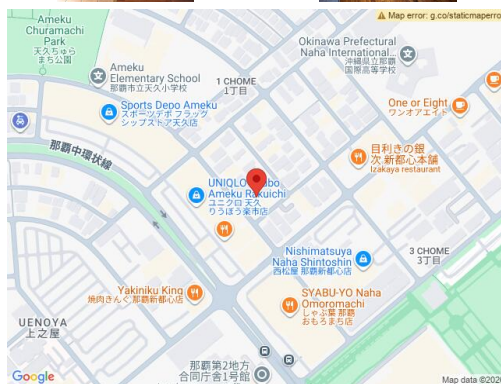 Map error: g.co/staticmaperro
Ameku
Churamachi
Park
天久ちゅら
まち公園
Okinawa Prefectural
Naha International...
沖縄県立那覇
国際高等学校
Ameku
Elementary School
那覇市立天久小学校
1 CHOME
1丁目
Sports Depo Ameku
スポーツデポ フラッグ
シップストア天久店
One or Eight
ワンオアエイト
那覇中環状線
目利きの銀
次 新都心本舗
Izakaya restaurant
UNIQLO
bo
Ameku Rakuichi
ユニクロ 天久
りうぼう楽市店
Nishimatsuya
Naha Shintoshin
西松屋 那覇新都心店
3 CHOME
3丁目
Yakiniku King
焼肉きんぐ 那覇新都心店
SYABU-YO Naha
Omoromachi
しゃぶ葉 那覇
おもろまち店
UENOYA
上之屋
那覇第2地方
合同庁舎1号館
Google
Map data ©202